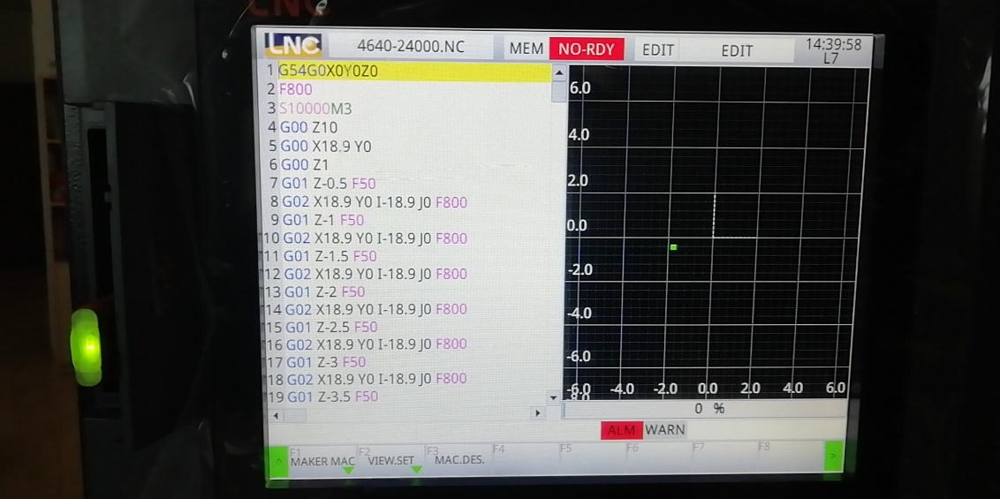 LNC
LNC 4640-24000.NC MEM NO-RDY EDIT EDIT 14:39:58
L7
1 G54G0X0Y0Z0
2 F800
3 S10000M3
4 G00 Z10
5 G00 X18.9 Y0
6 G00 Z1
7 G01 Z-0.5 F50
8 G02 X18.9 Y0 I-18.9 J0 F800
9 G01 Z-1 F50
10 G02 X18.9 Y0 I-18.9 J0 F800
11 G01 Z-1.5 F50
12 G02 X18.9 Y0 I-18.9 J0 F800
13 G01 Z-2 F50
14 G02 X18.9 Y0 I-18.9 J0 F800
15 G01 Z-2.5 F50
16 G02 X18.9 Y0 I-18.9 J0 F800
17 G01 Z-3 F50
18 G02 X18.9 Y0 I-18.9 J0 F800
19 G01 Z-3.5 F50
6.0
4.0
2.0
0.0
-2.0
-4.0
-6.0
-8.0
-6.0 -4.0 -2.0 0.0 2.0 4.0 6.0
0 %
ALM WARN
F1 F2 F3 F4 F5 F6 F7 F8
MAKER MAC VIEW.SET MAC.DES.